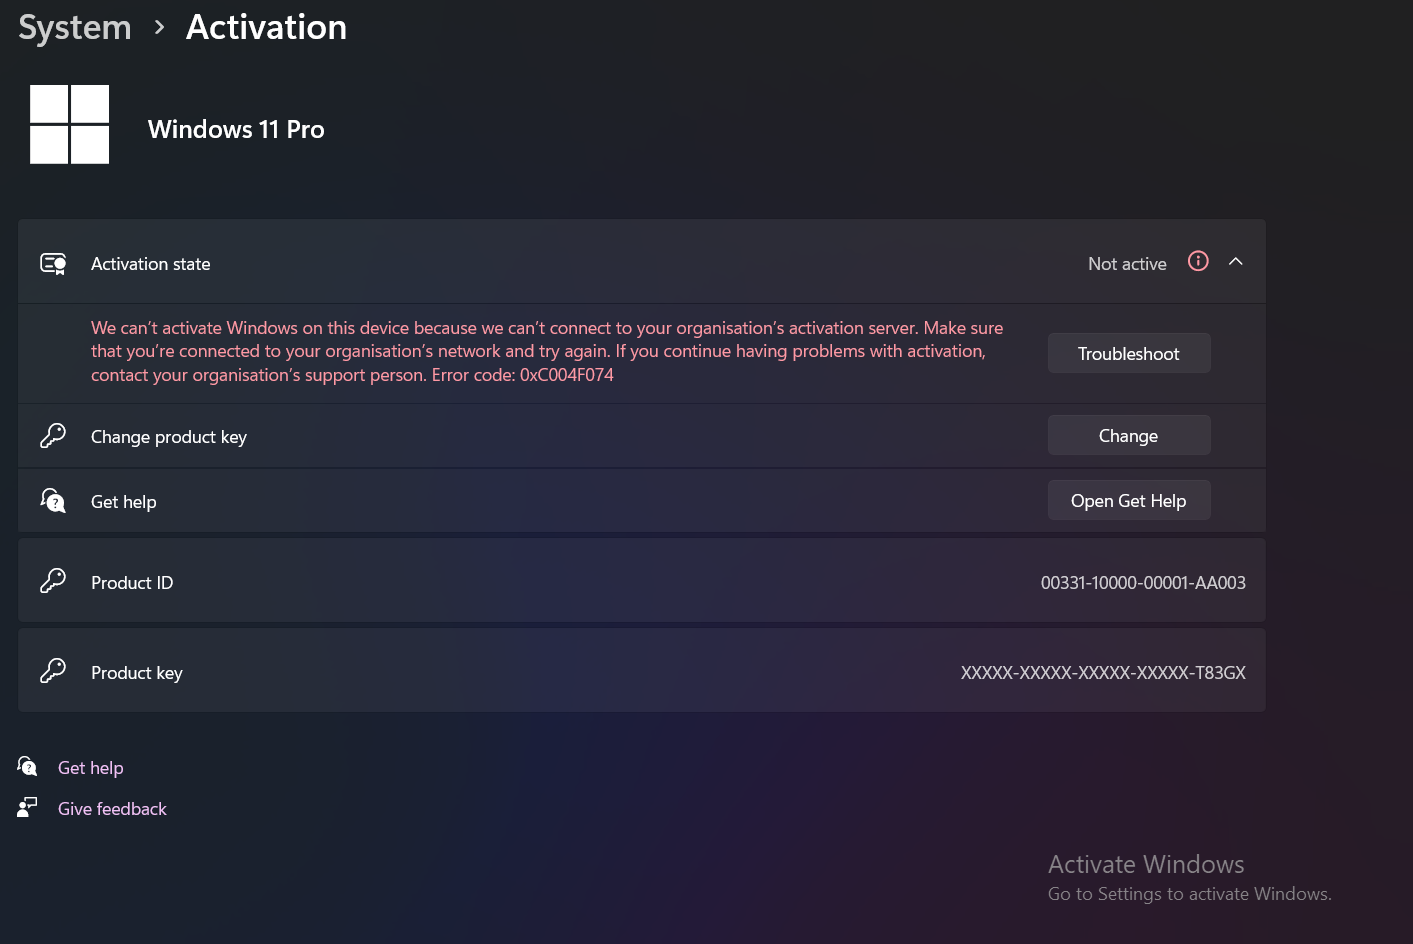 System > Activation
Windows 11 Pro
Activation state
Not active
We can’t activate Windows on this device because we can’t connect to your organisation’s activation server. Make sure
that you’re connected to your organisation’s network and try again. If you continue having problems with activation,
contact your organisation’s support person. Error code: 0xC004F074
Troubleshoot
Change product key
Change
Get help
Open Get Help
Product ID
00331-10000-00001-AA003
Product key
XXXXX-XXXXX-XXXXX-XXXXX-T83GX
Get help
Give feedback
Activate Windows
Go to Settings to activate Windows.